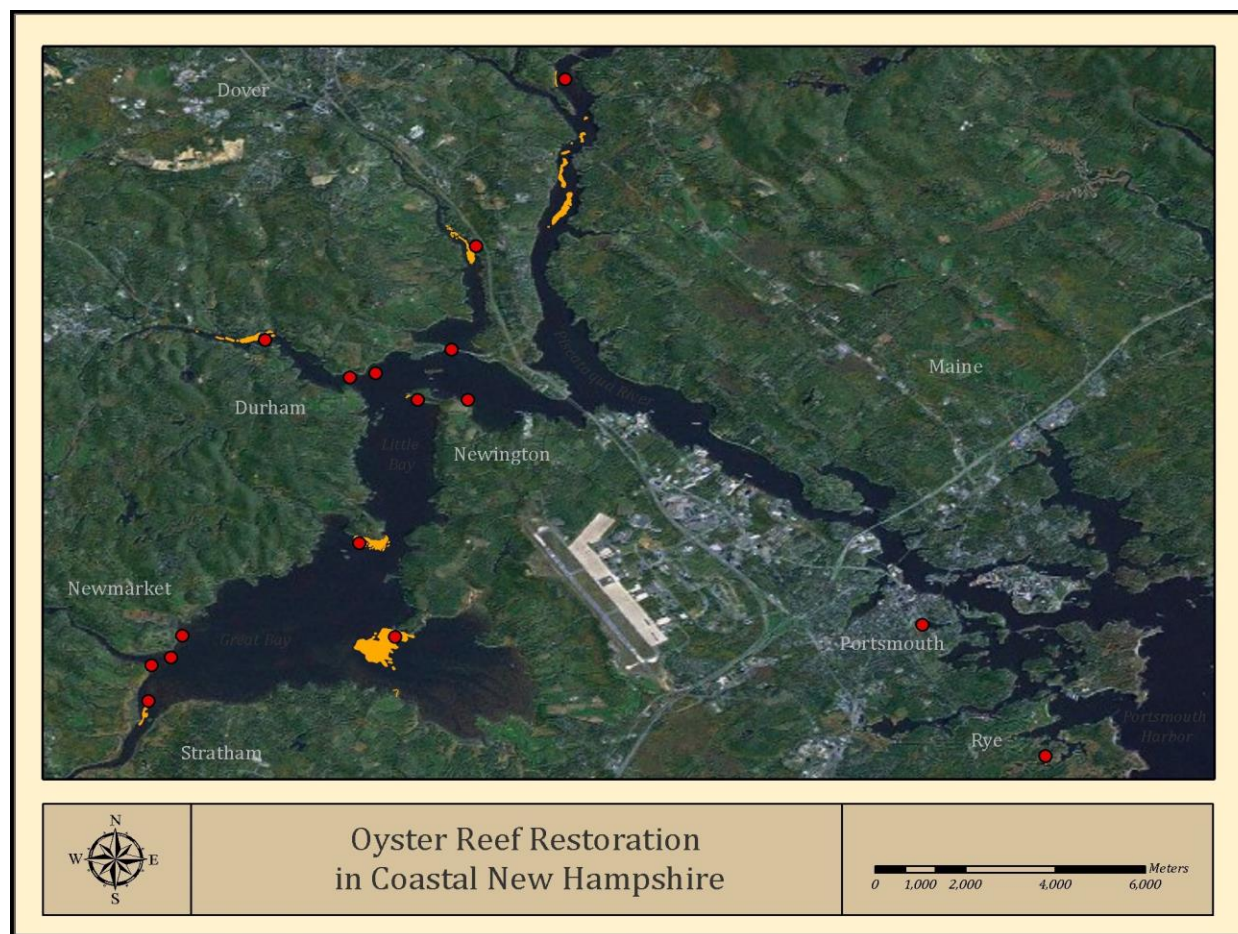 Dover
Piscataqua River
Maine
Durham
Little
Bay
Newington
Newmarket
Great Bay
Portsmouth
Stratham
Rye
Portsmouth
Harbor
N
W
E
S
Oyster Reef Restoration
in Coastal New Hampshire
Meters
0 1,000 2,000 4,000 6,000